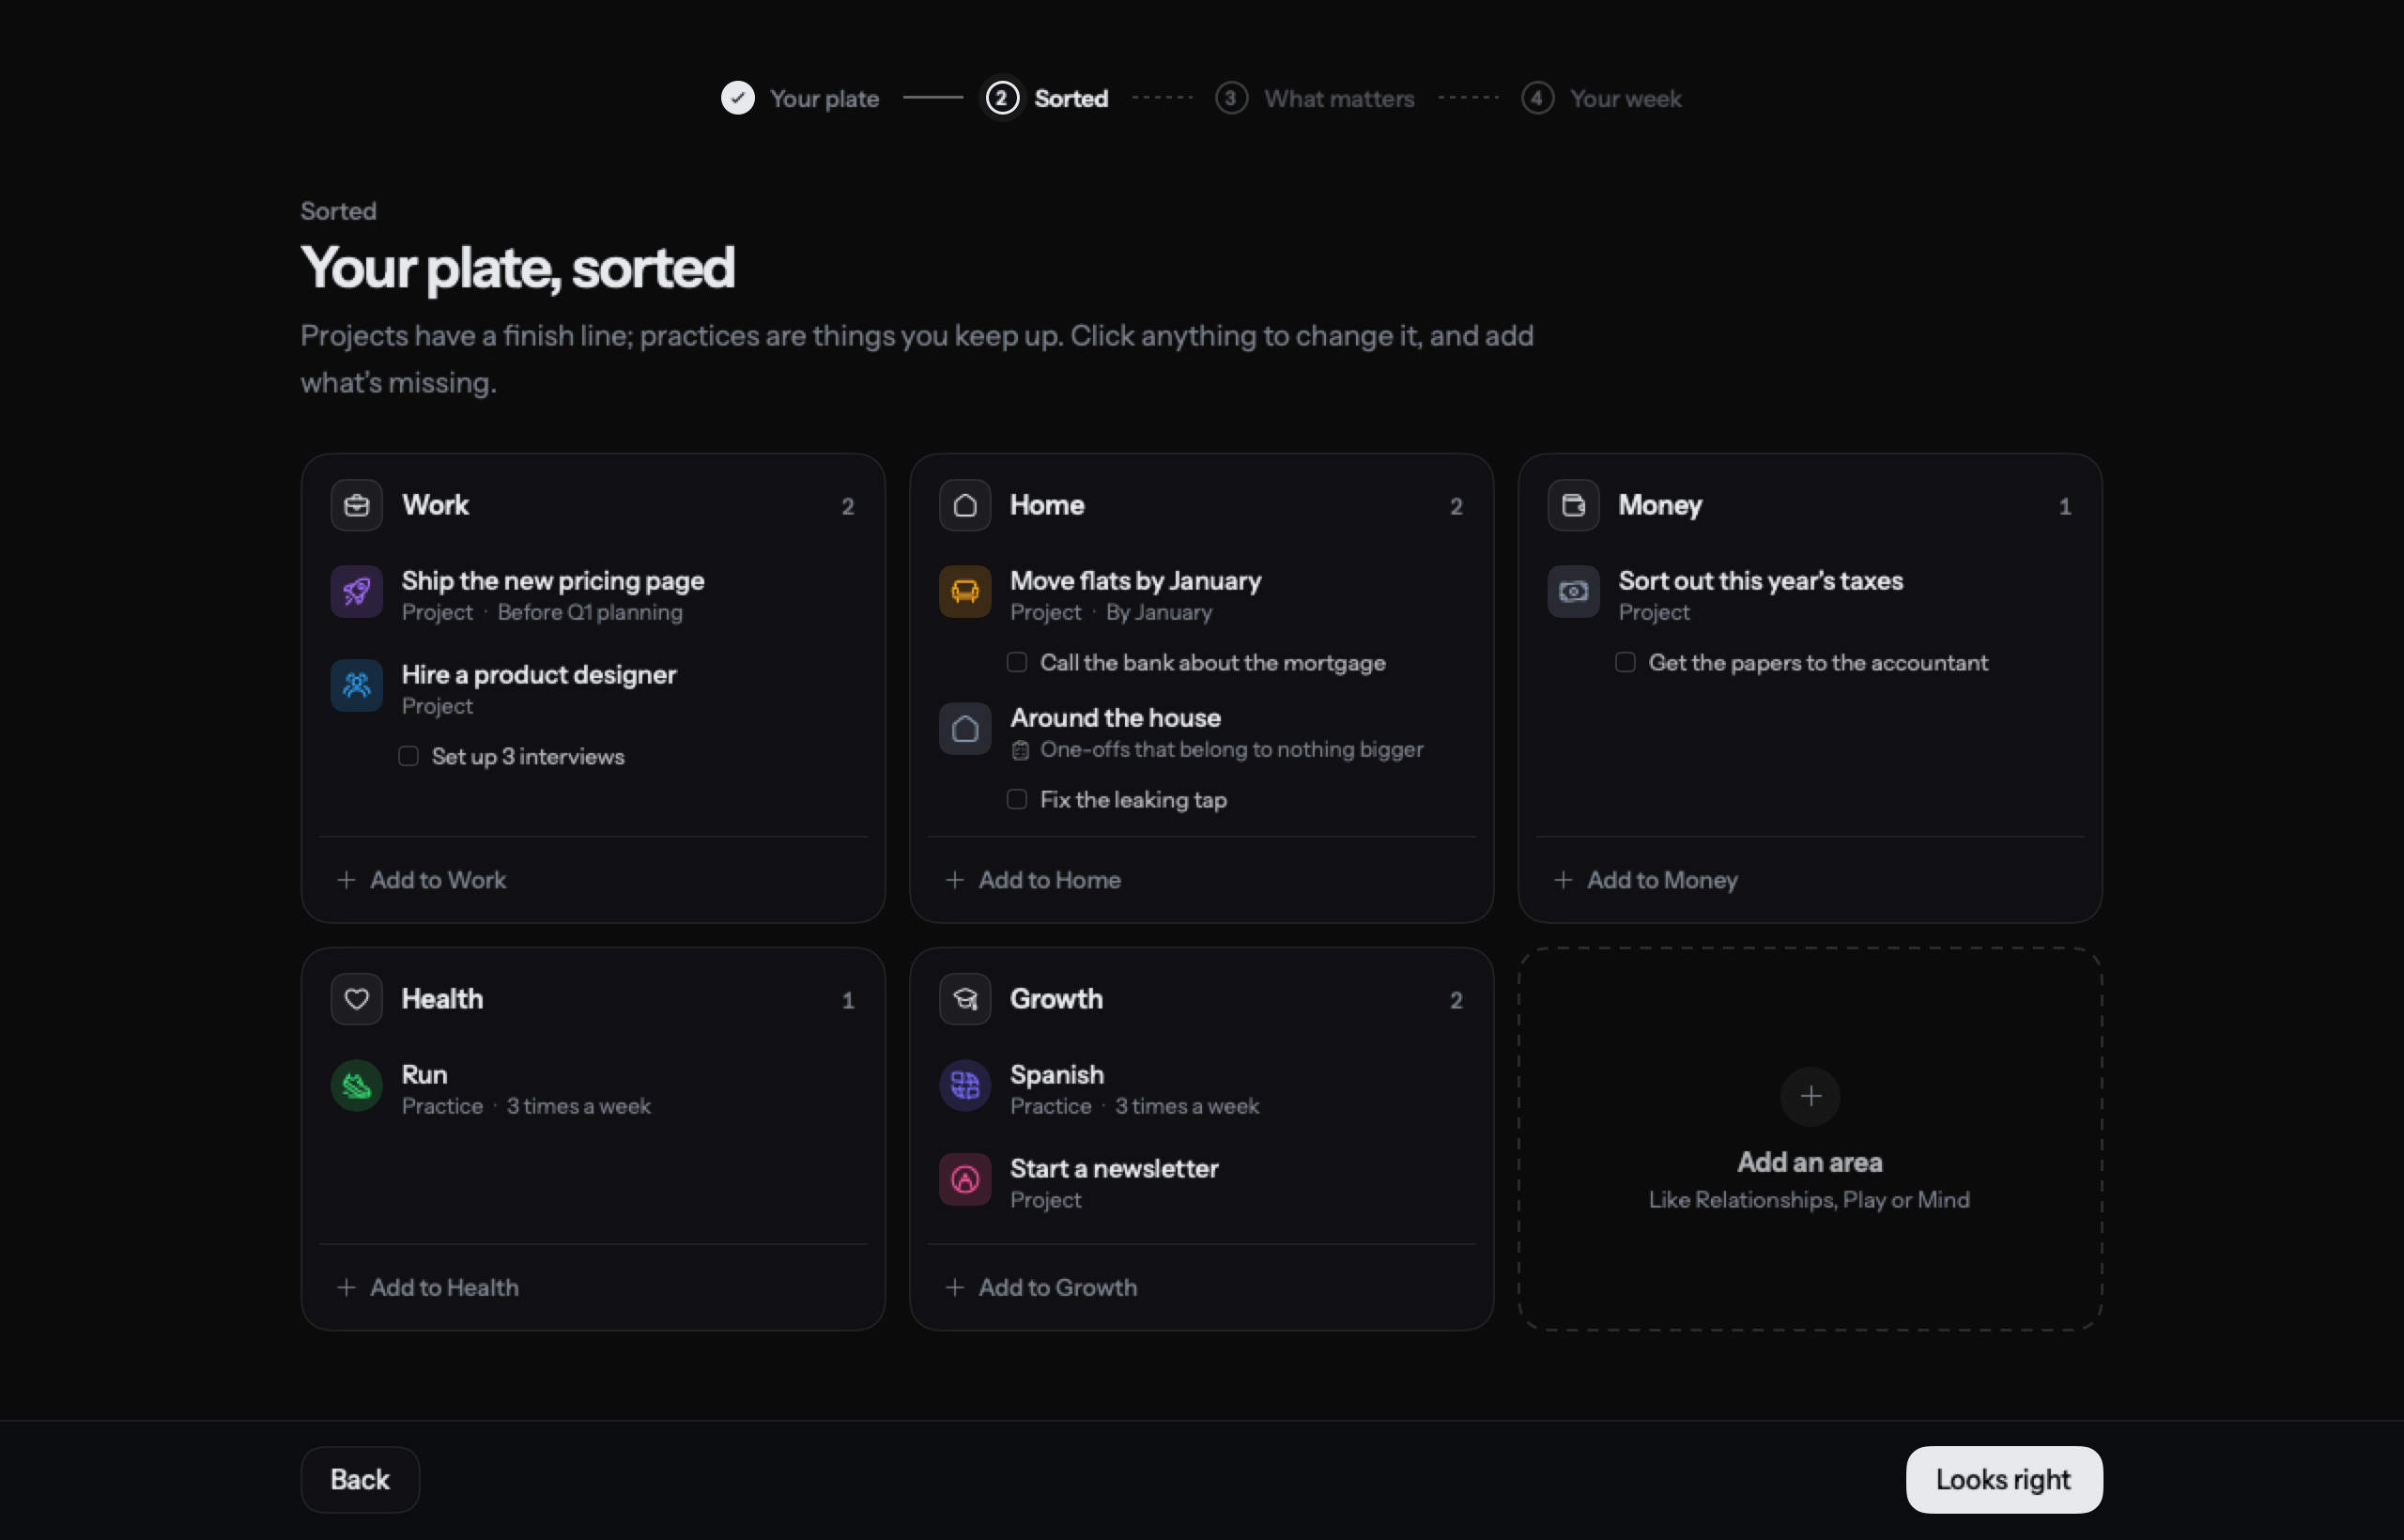 Your plate
2 Sorted
3 What matters
4 Your week
Sorted
Your plate, sorted
Projects have a finish line; practices are things you keep up. Click anything to change it, and add
what's missing.
Work 2
Ship the new pricing page
Project · Before Q1 planning
Hire a product designer
Project
Set up 3 interviews
+ Add to Work
Home 2
Move flats by January
Project · By January
Call the bank about the mortgage
Around the house
One-offs that belong to nothing bigger
Fix the leaking tap
+ Add to Home
Money 1
Sort out this year's taxes
Project
Get the papers to the accountant
+ Add to Money
Health 1
Run
Practice · 3 times a week
+ Add to Health
Growth 2
Spanish
Practice · 3 times a week
Start a newsletter
Project
+ Add to Growth
Add an area
Like Relationships, Play or Mind
Back
Looks right